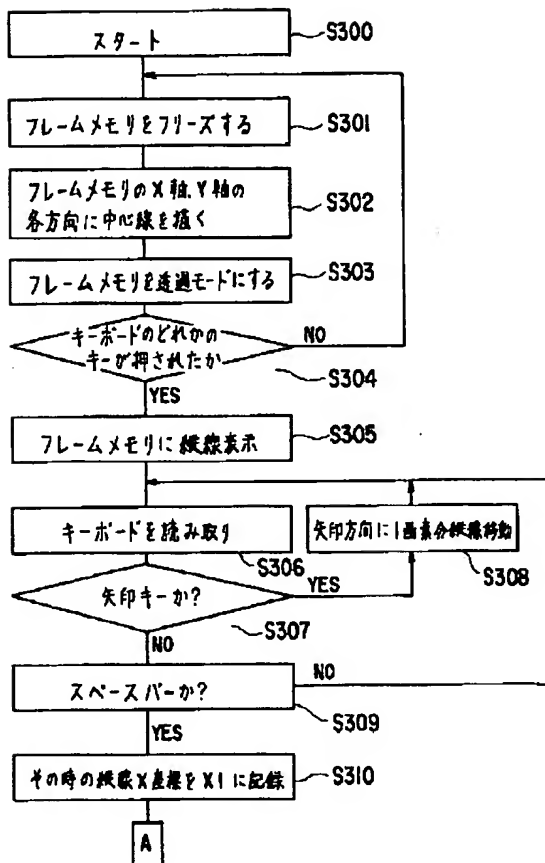 スタート
S300
フレームメモリをフリーズする
S301
フレームメモリのX軸、Y軸の
各方向に中心線を描く
S302
フレームメモリを透過モードにする
S303
キーボードのどれかの
キーが押されたか
NO
S304
YES
フレームメモリに縦線表示
S305
キーボードを読み取り
S306
矢印方向に1画素分縦線移動
S308
矢印キーか?
YES
S307
NO
スペースバーか?
NO
S309
YES
その時の縦線X座標をX1に記録
S310
A